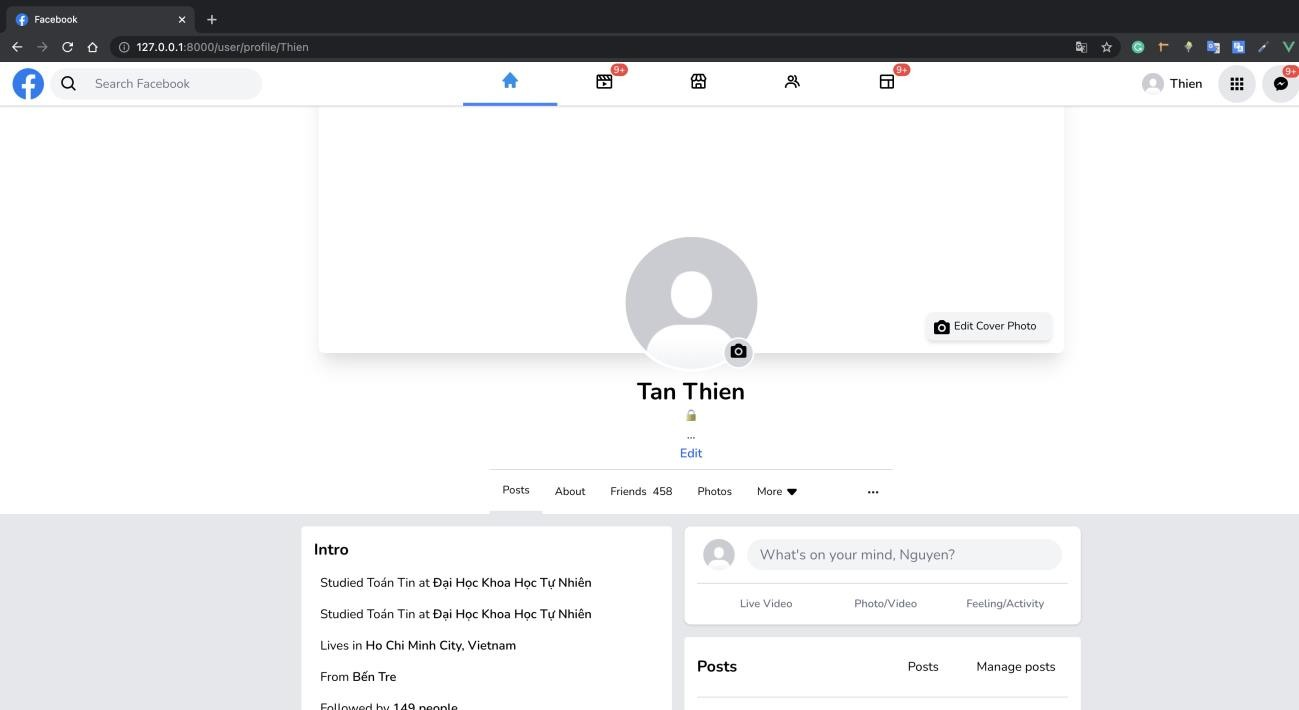 Facebook
127.0.0.1:8000/user/profile/Thien
Search Facebook
9+
9+
Thien
9+
Edit Cover Photo
Tan Thien
...
Edit
Posts About Friends 458 Photos More ...
Intro
Studied Toán Tin at Đại Học Khoa Học Tự Nhiên
Studied Toán Tin at Đại Học Khoa Học Tự Nhiên
Lives in Ho Chi Minh City, Vietnam
From Bến Tre
Followed by 149 people
What's on your mind, Nguyen?
Live Video Photo/Video Feeling/Activity
Posts Posts Manage posts